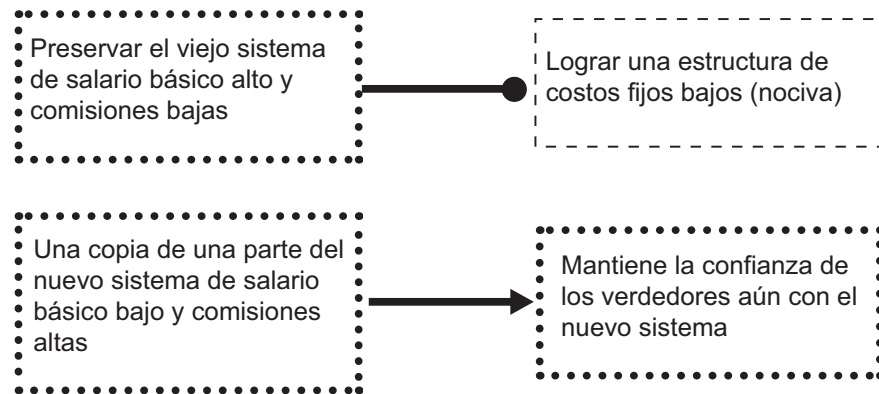 Preservar el viejo sistema
de salario básico alto y
comisiones bajas
Lograr una estructura de
costos fijos bajos (nociva)
Una copia de una parte del
nuevo sistema de salario
básico bajo y comisiones
altas
Mantiene la confianza de
los verdedores aún con el
nuevo sistema